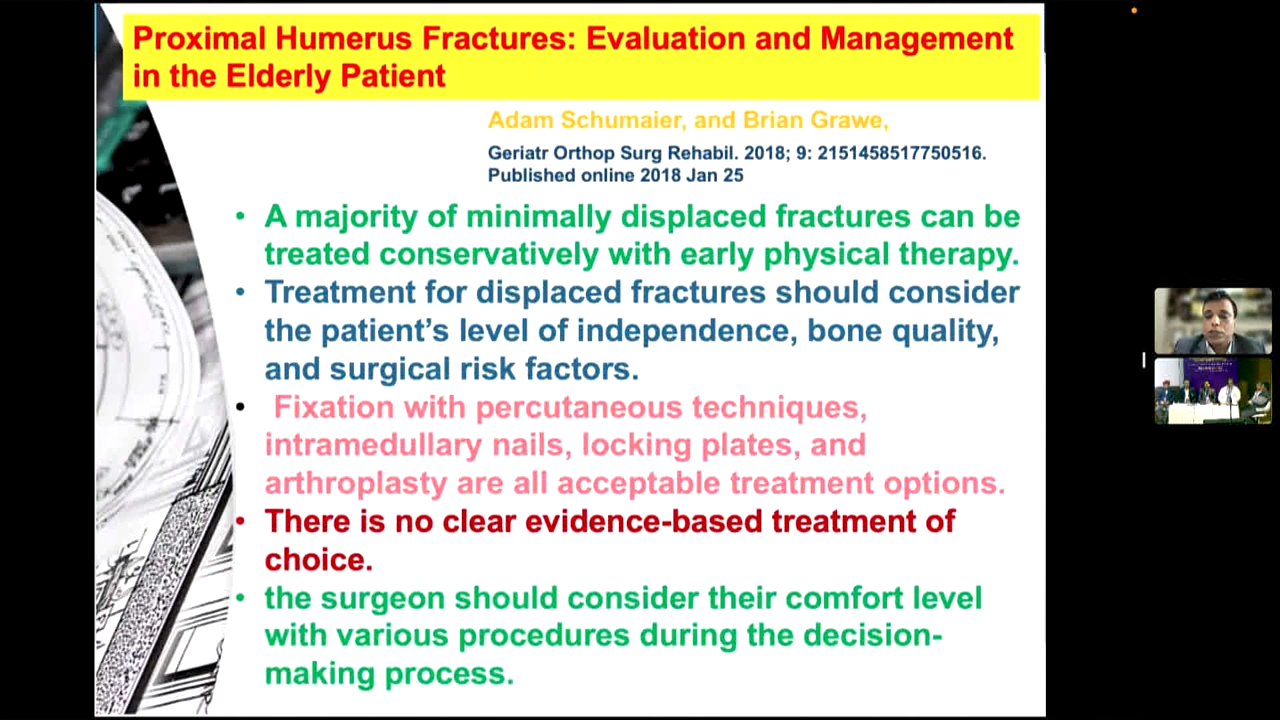 Proximal Humerus Fractures: Evaluation and Management
in the Elderly Patient
Adam Schumaier, and Brian Grawe,
Geriatr Orthop Surg Rehabil. 2018; 9: 2151458517750516.
Published online 2018 Jan 25
• A majority of minimally displaced fractures can be
treated conservatively with early physical therapy.
• Treatment for displaced fractures should consider
the patient’s level of independence, bone quality,
and surgical risk factors.
• Fixation with percutaneous techniques,
intramedullary nails, locking plates, and
arthroplasty are all acceptable treatment options.
• There is no clear evidence-based treatment of
choice.
• the surgeon should consider their comfort level
with various procedures during the decision-
making process.